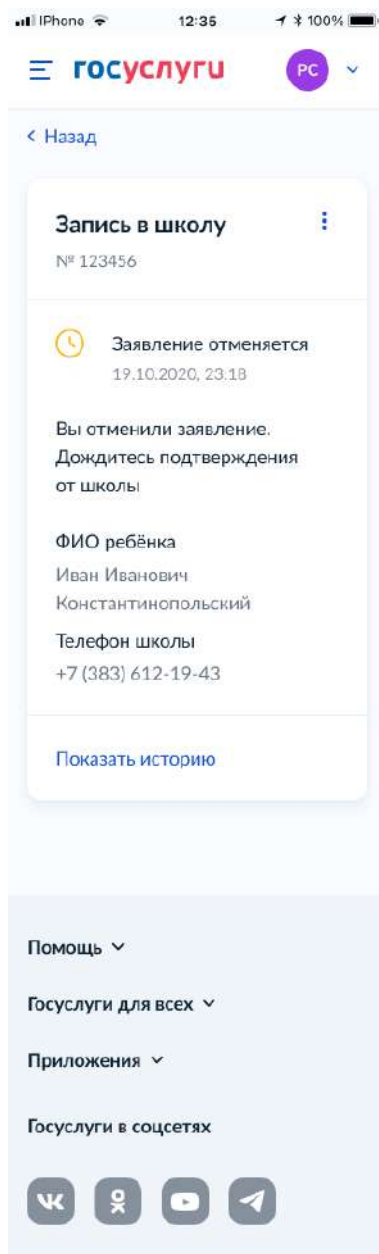 IPhone 12:35 100%
госуслуги РС
Назад
Запись в школу
№ 123456
Заявление отменяется
19.10.2020, 23.18
Вы отменили заявление.
Дождитесь подтверждения
от школы
ФИО ребёнка
Иван Иванович
Константинопольский
Телефон школы
+7 (383) 612-19-43
Показать историю
Помощь
Госуслуги для всех
Приложения
Госуслуги в соцсетях